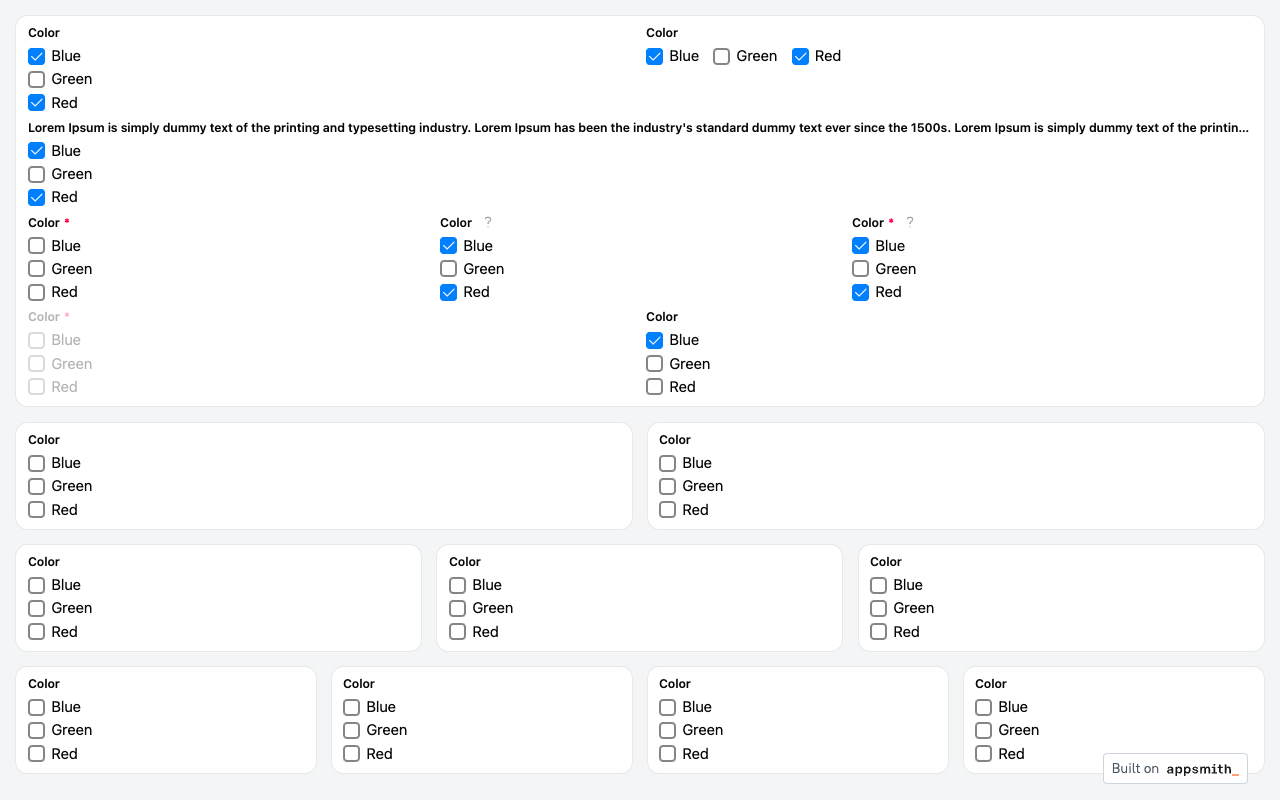 Color Color
Blue Blue Green Red
Green
Red
Lorem Ipsum is simply dummy text of the printing and typesetting industry. Lorem Ipsum has been the industry's standard dummy text ever since the 1500s. Lorem Ipsum is simply dummy text of the printin...
Blue
Green
Red
Color * Color ? Color * ?
Blue Blue Blue
Green Green Green
Red Red Red
Color * Color
Blue Blue
Green Green
Red Red
Color Color
Blue Blue
Green Green
Red Red
Color Color Color
Blue Blue Blue
Green Green Green
Red Red Red
Color Color Color Color
Blue Blue Blue Blue
Green Green Green Green
Red Red Red Red
Built on appsmith_